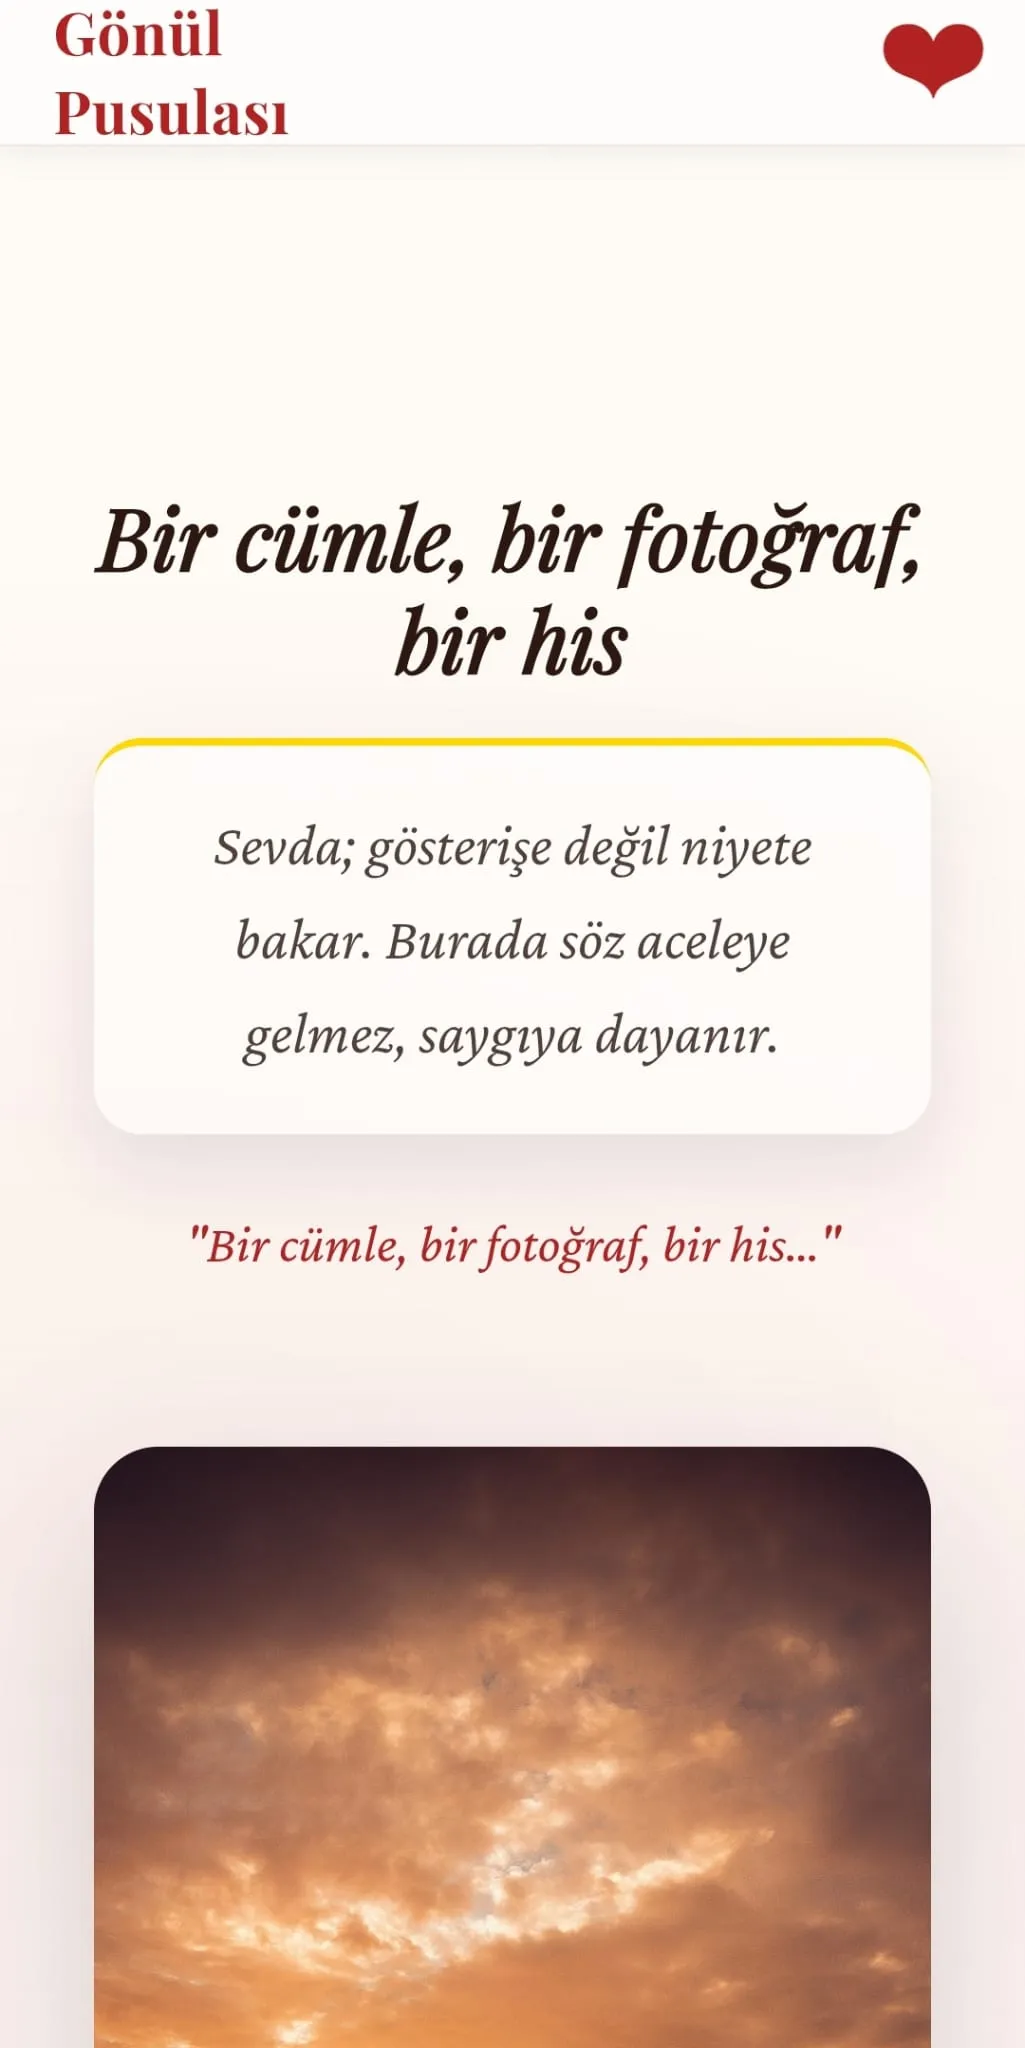 Gönül
Pusulası
Bir cümle, bir fotoğraf,
bir his
Sevda; gösterişe değil niyete
bakar. Burada söz aceleye
gelmez, saygıya dayanır.
"Bir cümle, bir fotoğraf, bir his..."